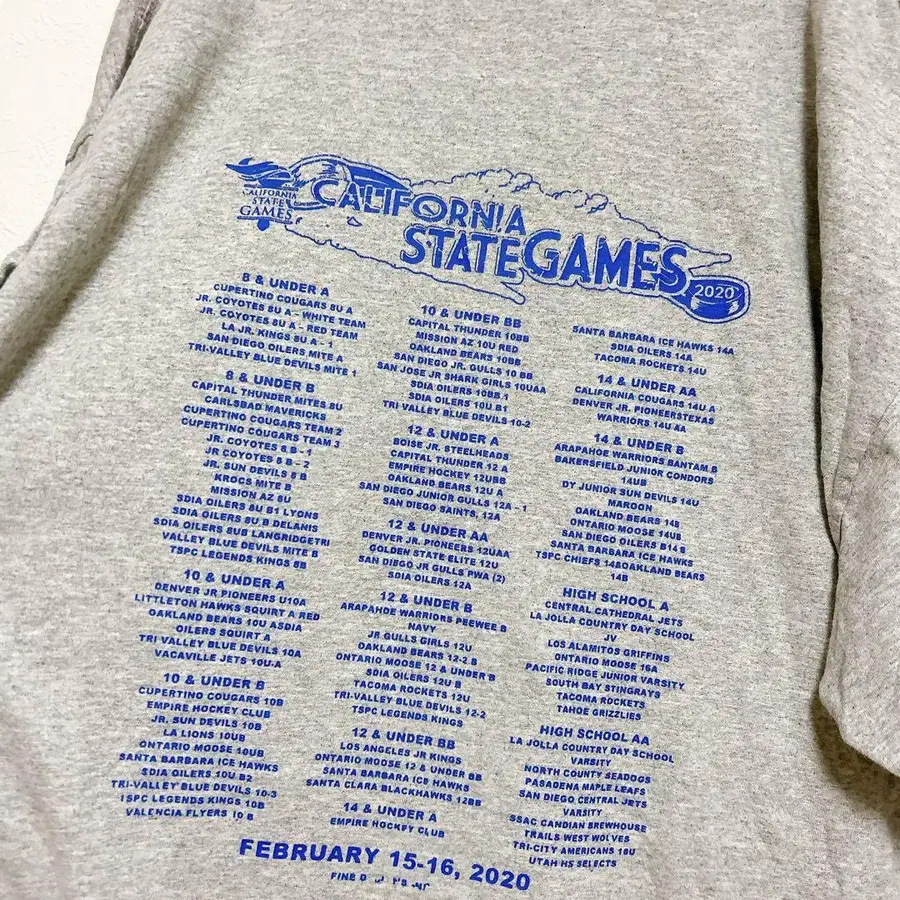 CALIFORNIA
STATE
GAMES
CALIFORNIA
STATE GAMES
2020
8 & UNDER A
CUPERTINO COUGARS 8U A
JR. COYOTES 8U A - WHITE TEAM
JR. COYOTES 8U A - RED TEAM
LA JR. KINGS 8U A - 1
SAN DIEGO OILERS MITE A
TRI-VALLEY BLUE DEVILS MITE 1
8 & UNDER B
CAPITAL THUNDER MITES 8U
CARLSBAD MAVERICKS
CUPERTINO COUGARS TEAM 2
CUPERTINO COUGARS TEAM 3
JR. COYOTES 8 B - 1
JR COYOTES 8 B - 2
JR. SUN DEVILS 8 B
KROCS MITE B
MISSION AZ 8U
SDIA OILERS 8U B1 LYONS
SDIA OILERS 8U B DELANIS
SDIA OILERS 8UB LANGRIDGETRI
VALLEY BLUE DEVILS MITE B
TSPC LEGENDS KINGS 8B
10 & UNDER A
DENVER JR PIONEERS U10A
LITTLETON HAWKS SQUIRT A RED
OAKLAND BEARS 10U ASDIA
OILERS SQUIRT A
TRI VALLEY BLUE DEVILS 10A
VACAVILLE JETS 10U-A
10 & UNDER B
CUPERTINO COUGARS 10B
EMPIRE HOCKEY CLUB
JR. SUN DEVILS 10B
LA LIONS 10UB
ONTARIO MOOSE 10UB
SANTA BARBARA ICE HAWKS
SDIA OILERS 10U B2
TRI-VALLEY BLUE DEVILS 10-3
TSPC LEGENDS KINGS 10B
VALENCIA FLYERS 10 B
10 & UNDER BB
CAPITAL THUNDER 10BB
MISSION AZ 10U RED
OAKLAND BEARS 10BB
SAN DIEGO JR. GULLS 10 BB
SAN JOSE JR SHARK GIRLS 10UAA
SDIA OILERS 10BB.1
SDIA OILERS 10U B1
TRI-VALLEY BLUE DEVILS 10-2
12 & UNDER A
BOISE JR. STEELHEADS
CAPITAL THUNDER 12 A
EMPIRE HOCKEY 12UBB
OAKLAND BEARS 12U A
SAN DIEGO JUNIOR GULLS 12A - 1
SAN DIEGO SAINTS, 12A
12 & UNDER AA
DENVER JR. PIONEERS 12UAA
GOLDEN STATE ELITE 12U
SAN DIEGO JR GULLS PWA (2)
SDIA OILERS 12A
12 & UNDER B
ARAPAHOE WARRIORS PEEWEE B
NAVY
JR GULLS GIRLS 12U
OAKLAND BEARS 12-2 B
ONTARIO MOOSE 12 & UNDER B
SDIA OILERS 12U B
TACOMA ROCKETS 12U
TRI-VALLEY BLUE DEVILS 12-2
TSPC LEGENDS KINGS
12 & UNDER BB
LOS ANGELES JR KINGS
ONTARIO MOOSE 12 & UNDER BB
SANTA BARBARA ICE HAWKS
SANTA CLARA BLACKHAWKS 12BB
14 & UNDER A
EMPIRE HOCKEY CLUB
SANTA BARBARA ICE HAWKS 14A
SDIA OILERS 14A
TACOMA ROCKETS 14U
14 & UNDER AA
CALIFORNIA COUGARS 14U A
DENVER JR. PIONEERSTEXAS
WARRIORS 14U AA
14 & UNDER B
ARAPAHOE WARRIORS BANTAM B
BAKERSFIELD JUNIOR CONDORS
14UB
DY JUNIOR SUN DEVILS 14U
MAROON
OAKLAND BEARS 14B
ONTARIO MOOSE 14U
SAN DIEGO OILERS B14 B
SANTA BARBARA ICE HAWKS
TSPC CHIEFS 14BOAKLAND BEARS
14B
HIGH SCHOOL A
CENTRAL CATHEDRAL JETS
LA JOLLA COUNTRY DAY SCHOOL
JV
LOS ALAMITOS GRIFFINS
ONTARIO MOOSE 16A
PACIFIC RIDGE JUNIOR VARSITY
SOUTH BAY STINGRAYS
TACOMA ROCKETS
TAHOE GRIZZLIES
HIGH SCHOOL AA
LA JOLLA COUNTRY DAY SCHOOL
VARSITY
NORTH COUNTY SEADOGS
PASADENA MAPLE LEAFS
SAN DIEGO CENTRAL JETS
VARSITY
SSAC CANDIAN BREWHOUSE
TRAILS WEST WOLVES
TRI-CITY AMERICANS 18U
UTAH HS SELECTS
FEBRUARY 15-16, 2020
FINE